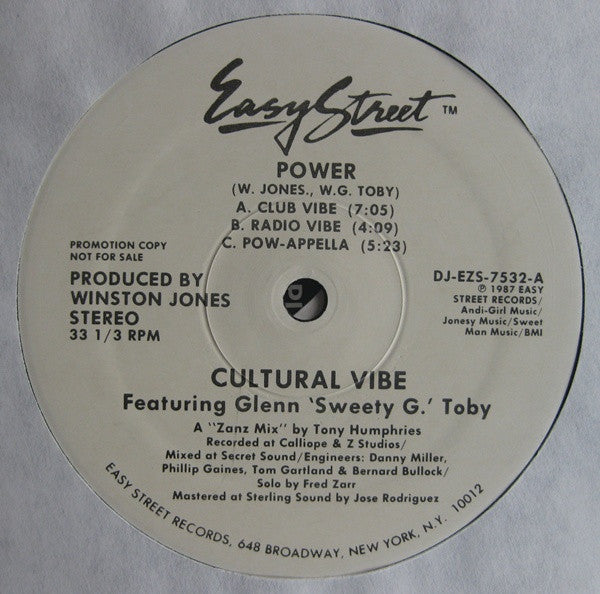 Easy Street ™
POWER
(W. JONES., W.G. TOBY)
A. CLUB VIBE (7:05)
B. RADIO VIBE (4:09)
C. POW-APPELLA (5:23)
PROMOTION COPY
NOT FOR SALE
PRODUCED BY
WINSTON JONES
STEREO
33 1/3 RPM
DJ-EZS-7532-A
℗ 1987 EASY
STREET RECORDS/
Andi-Girl Music/
Jonesy Music/Sweet
Man Music/BMI
CULTURAL VIBE
Featuring Glenn ‘Sweety G.’ Toby
A "Zanz Mix" by Tony Humphries
Recorded at Calliope & Z Studios/
Mixed at Secret Sound/Engineers: Danny Miller,
Phillip Gaines, Tom Gartland & Bernard Bullock/
Solo by Fred Zarr
Mastered at Sterling Sound by Jose Rodriguez
EASY STREET RECORDS, 648 BROADWAY, NEW YORK, N.Y. 10012